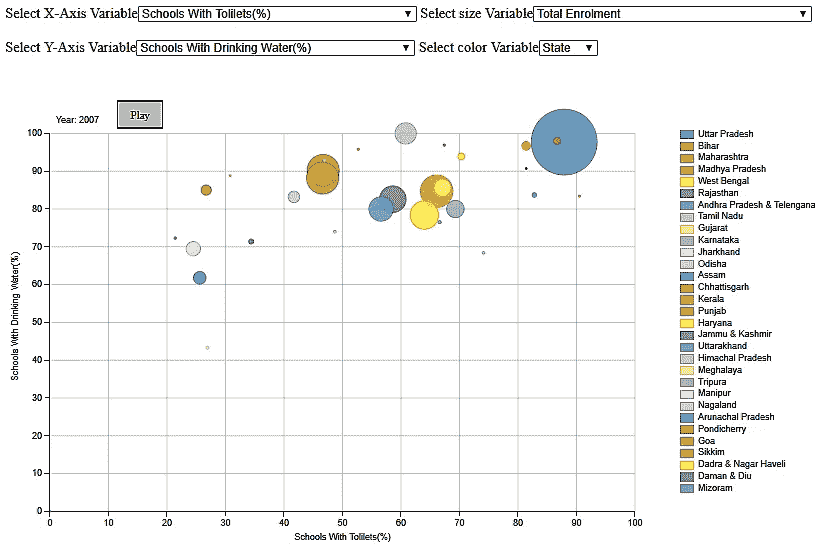 Select X-Axis Variable Schools With Tolilets(%) ▼ Select size Variable Total Enrolment ▼
Select Y-Axis Variable Schools With Drinking Water(%) ▼ Select color Variable State ▼
Year: 2007 Play
100
90
80
70
60
50
40
30
20
10
0
Schools With Drinking Water(%)
0 10 20 30 40 50 60 70 80 90 100
Schools With Tolilets(%)
Uttar Pradesh
Bihar
Maharashtra
Madhya Pradesh
West Bengal
Rajasthan
Andhra Pradesh & Telengana
Tamil Nadu
Gujarat
Karnataka
Jharkhand
Odisha
Assam
Chhattisgarh
Kerala
Punjab
Haryana
Jammu & Kashmir
Uttarakhand
Himachal Pradesh
Meghalaya
Tripura
Manipur
Nagaland
Arunachal Pradesh
Pondicherry
Goa
Sikkim
Dadra & Nagar Haveli
Daman & Diu
Mizoram